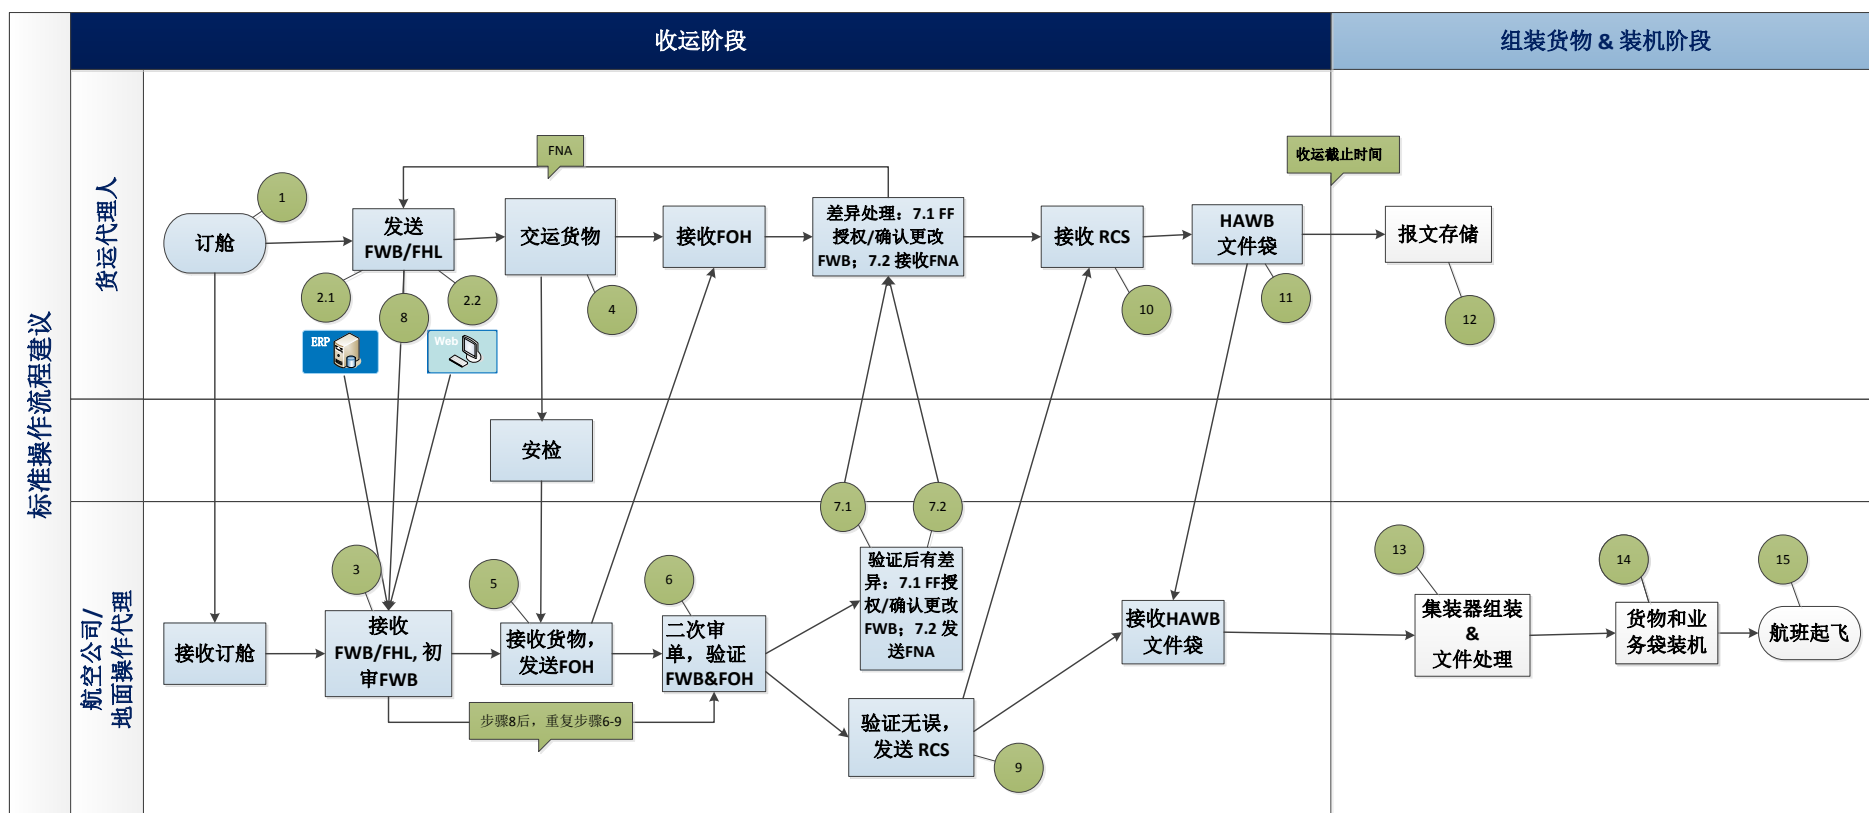 收运阶段
组装货物 & 装机阶段
标准操作流程建议
货运代理人
航空公司/
地面操作代理
FNA
收运截止时间
1
订舱
发送
FWB/FHL
交运货物
接收FOH
差异处理：7.1 FF
授权/确认更改
FWB；7.2 接收FNA
接收 RCS
HAWB
文件袋
报文存储
2.1
8
2.2
4
10
11
12
ERP
Web
安检
7.1
7.2
3
5
6
13
14
15
接收订舱
接收
FWB/FHL, 初
审FWB
接收货物，
发送FOH
二次审
单，验证
FWB&FOH
验证后有差
异：7.1 FF授
权/确认更改
FWB；7.2 发
送FNA
接收HAWB
文件袋
集装器组装
&
文件处理
货物和业
务袋装机
航班起飞
步骤8后，重复步骤6-9
验证无误，
发送 RCS
9